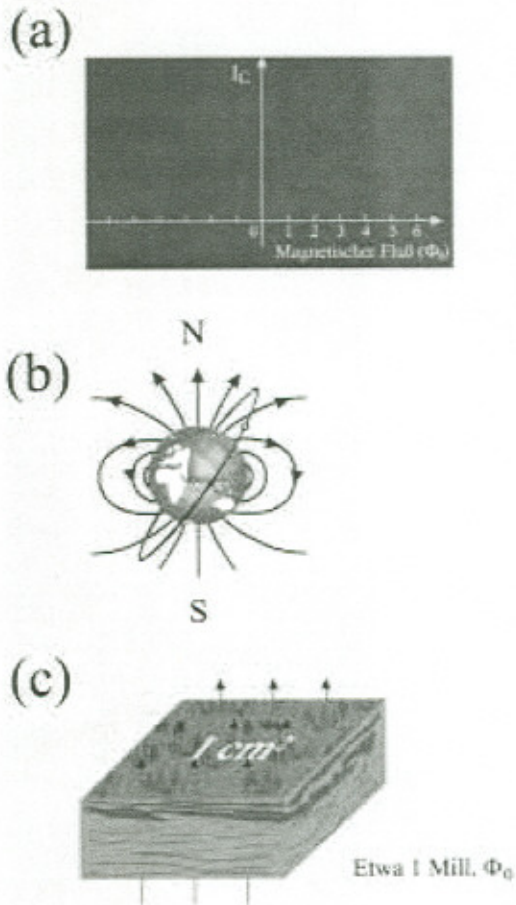 (a)
I_C
0 1 2 3 4 5 6
Magnetischer Fluß (Φ₀)
(b)
N
S
(c)
1 cm²
Etwa 1 Mill. Φ₀